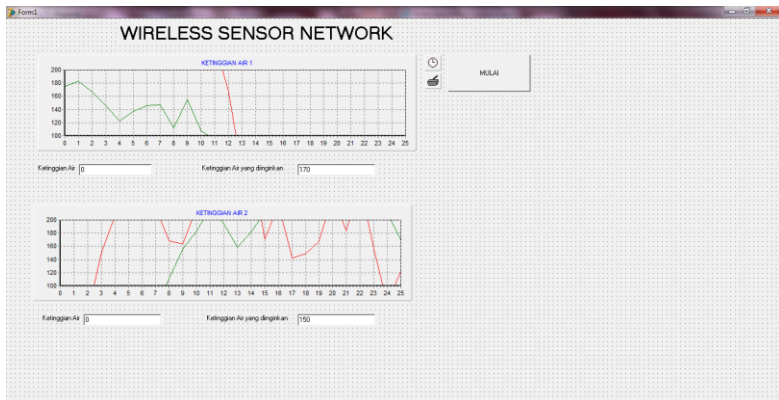 Form1
WIRELESS SENSOR NETWORK
KETINGGIAN AIR 1
200
180
160
140
120
100
0 1 2 3 4 5 6 7 8 9 10 11 12 13 14 15 16 17 18 19 20 21 22 23 24 25
MULAI
Ketinggian Air 0 Ketinggian Air yang diinginkan 170
KETINGGIAN AIR 2
200
180
160
140
120
100
0 1 2 3 4 5 6 7 8 9 10 11 12 13 14 15 16 17 18 19 20 21 22 23 24 25
Ketinggian Air 0 Ketinggian Air yang diinginkan 150